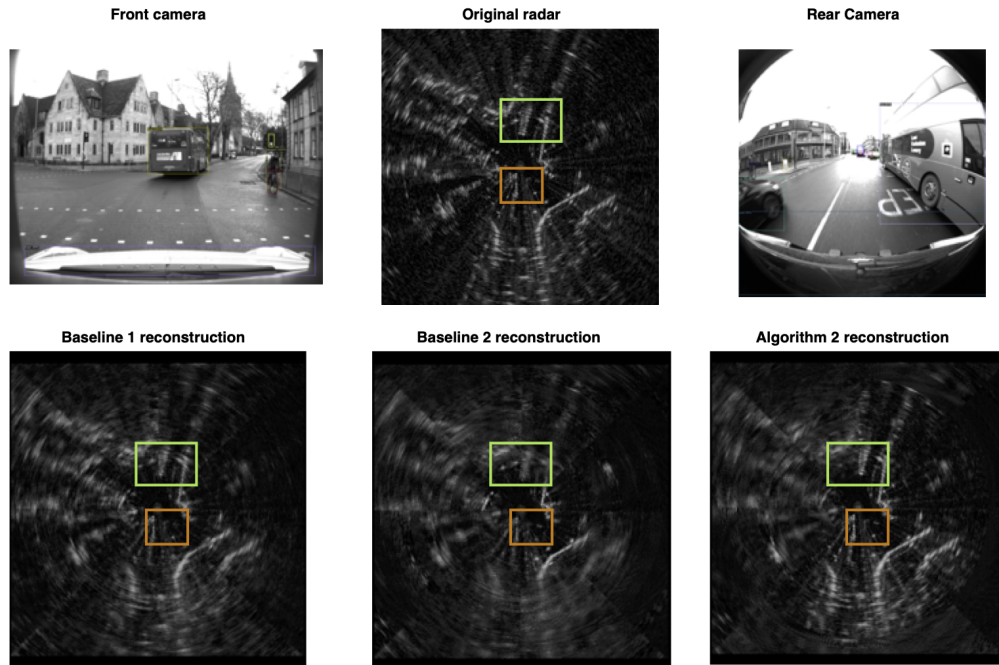 Front camera
Original radar
Rear Camera
Baseline 1 reconstruction
Baseline 2 reconstruction
Algorithm 2 reconstruction